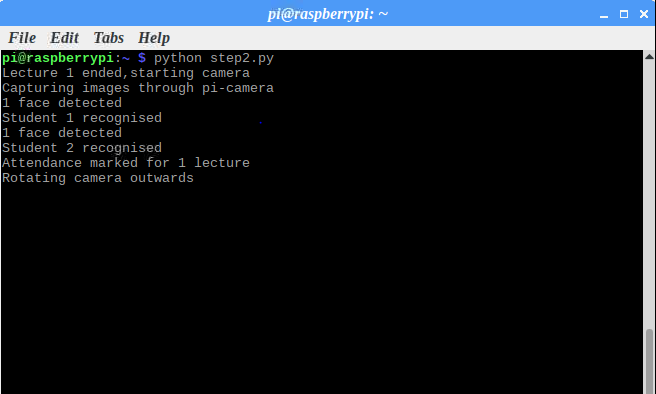 pi@raspberrypi: ~
File Edit Tabs Help
pi@raspberrypi:~ $ python step2.py
Lecture 1 ended,starting camera
Capturing images through pi-camera
1 face detected
Student 1 recognised
1 face detected
Student 2 recognised
Attendance marked for 1 lecture
Rotating camera outwards